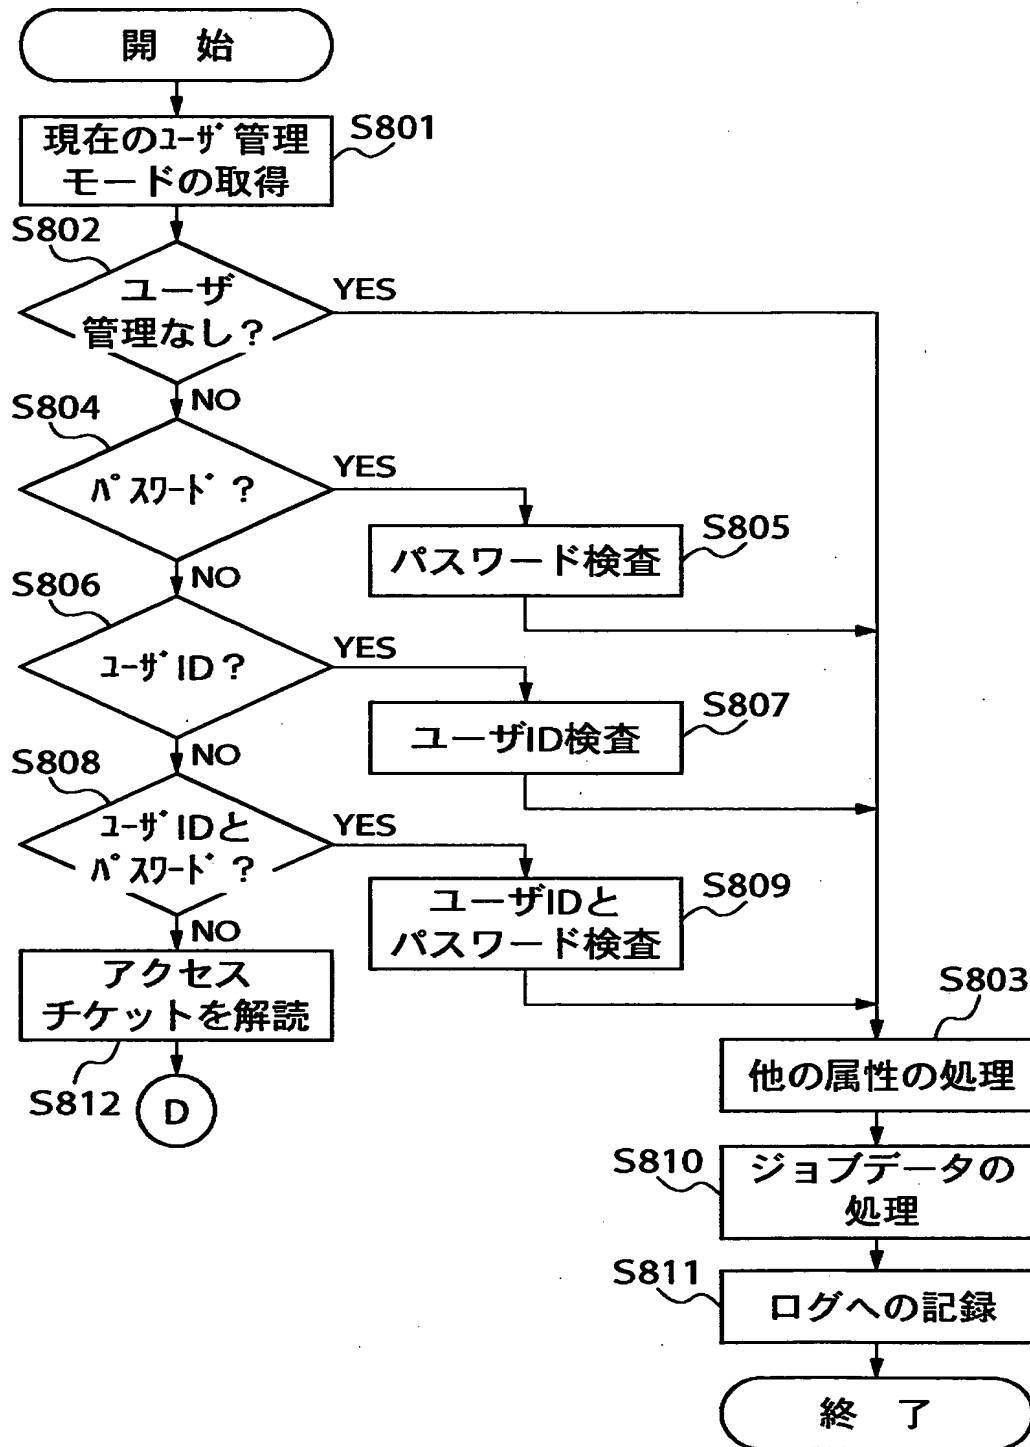 開 始
現在のﾕｰｻﾞ管理
モードの取得
S801
S802
ユーザ
管理なし?
YES
NO
S804
ﾊﾟｽﾜｰﾄﾞ?
YES
パスワード検査
S805
NO
S806
ﾕｰｻﾞID?
YES
ユーザID検査
S807
NO
S808
ﾕｰｻﾞIDと
ﾊﾟｽﾜｰﾄﾞ?
YES
ユーザIDと
パスワード検査
S809
NO
アクセス
チケットを解読
S812
D
S803
他の属性の処理
S810
ジョブデータの
処理
S811
ログへの記録
終 了